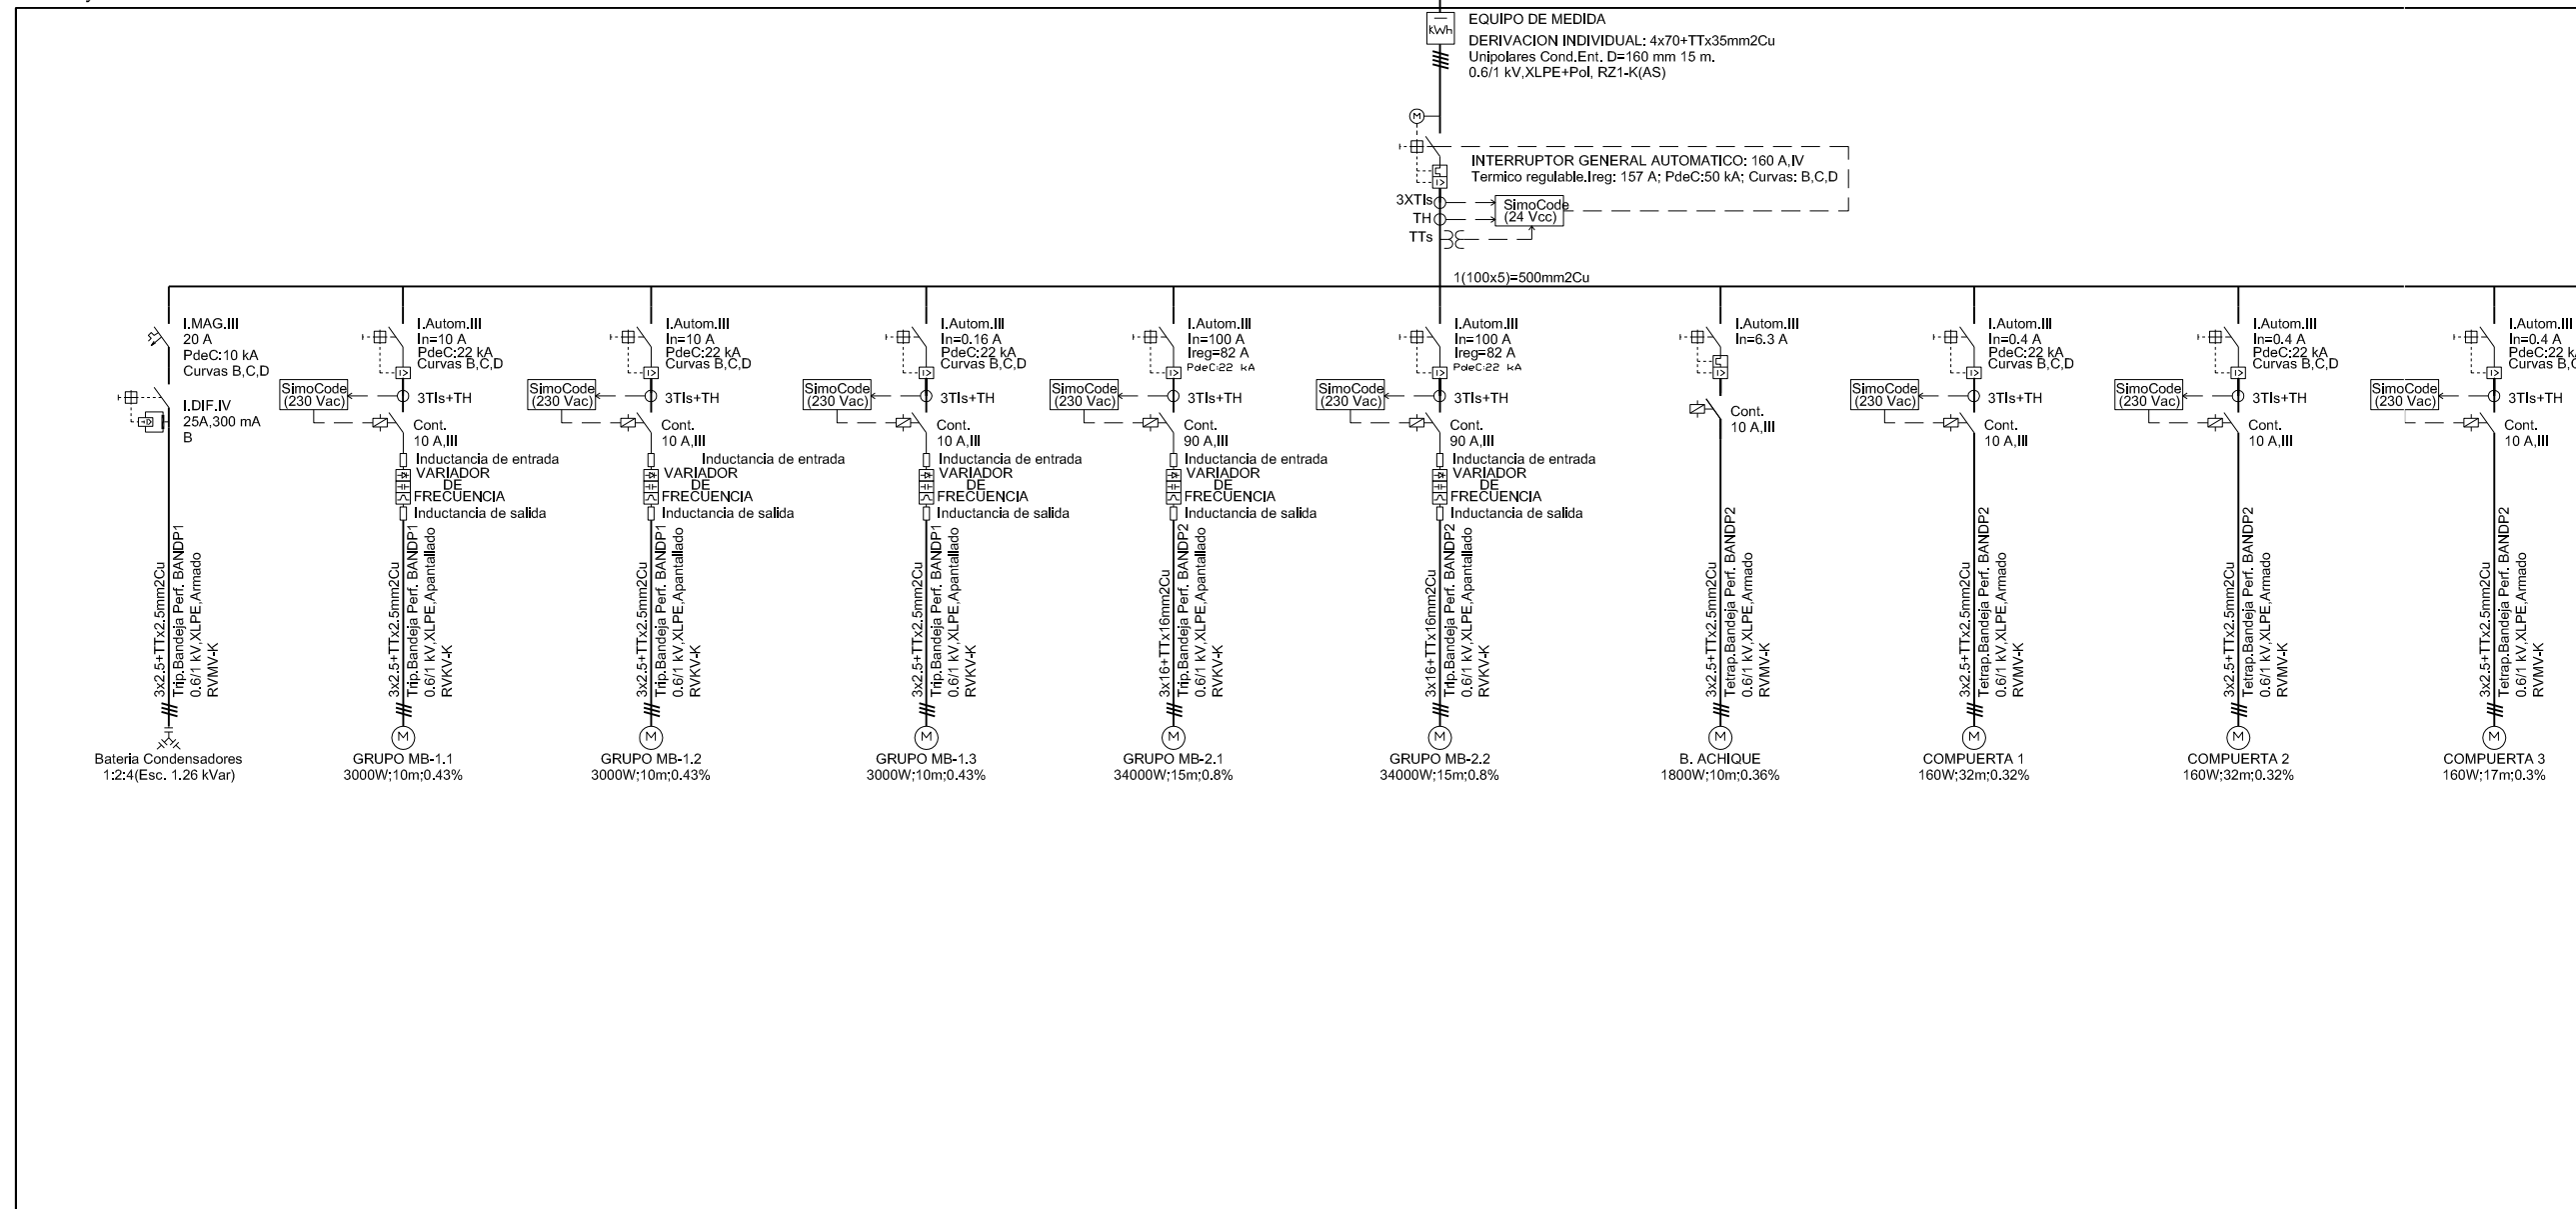 kWh
EQUIPO DE MEDIDA
DERIVACION INDIVIDUAL: 4x70+TTx35mm2Cu
Unipolares Cond.Ent. D=160 mm 15 m.
0.6/1 kV,XLPE+Pol, RZ1-K(AS)
M
INTERRUPTOR GENERAL AUTOMATICO: 160 A,IV
Termico regulable.Ireg: 157 A; PdeC:50 kA; Curvas: B,C,D
3XTIs
TH
TTs
SimoCode
(24 Vcc)
1(100x5)=500mm2Cu
I.MAG.III
20 A
PdeC:10 kA
Curvas B,C,D
I.DIF.IV
25A,300 mA
B
3x2.5+TTx2.5mm2Cu
Trip.Bandeja Perf. BANDP1
0.6/1 kV,XLPE,Armado
RVMV-K
Bateria Condensadores
1:2:4(Esc. 1.26 kVar)
I.Autom.III
In=10 A
PdeC:22 kA
Curvas B,C,D
SimoCode
(230 Vac)
3TIs+TH
Cont.
10 A,III
Inductancia de entrada
VARIADOR
DE
FRECUENCIA
Inductancia de salida
3x2.5+TTx2.5mm2Cu
Trip.Bandeja Perf. BANDP1
0.6/1 kV,XLPE,Apantallado
RVKV-K
M
GRUPO MB-1.1
3000W;10m;0.43%
I.Autom.III
In=10 A
PdeC:22 kA
Curvas B,C,D
SimoCode
(230 Vac)
3TIs+TH
Cont.
10 A,III
Inductancia de entrada
VARIADOR
DE
FRECUENCIA
Inductancia de salida
3x2.5+TTx2.5mm2Cu
Trip.Bandeja Perf. BANDP1
0.6/1 kV,XLPE,Apantallado
RVKV-K
M
GRUPO MB-1.2
3000W;10m;0.43%
I.Autom.III
In=0.16 A
PdeC:22 kA
Curvas B,C,D
SimoCode
(230 Vac)
3TIs+TH
Cont.
10 A,III
Inductancia de entrada
VARIADOR
DE
FRECUENCIA
Inductancia de salida
3x2.5+TTx2.5mm2Cu
Trip.Bandeja Perf. BANDP1
0.6/1 kV,XLPE,Apantallado
RVKV-K
M
GRUPO MB-1.3
3000W;10m;0.43%
I.Autom.III
In=100 A
Ireg=82 A
PdeC:22 kA
SimoCode
(230 Vac)
3TIs+TH
Cont.
90 A,III
Inductancia de entrada
VARIADOR
DE
FRECUENCIA
Inductancia de salida
3x16+TTx16mm2Cu
Trip.Bandeja Perf. BANDP2
0.6/1 kV,XLPE,Apantallado
RVKV-K
M
GRUPO MB-2.1
34000W;15m;0.8%
I.Autom.III
In=100 A
Ireg=82 A
PdeC:22 kA
SimoCode
(230 Vac)
3TIs+TH
Cont.
90 A,III
Inductancia de entrada
VARIADOR
DE
FRECUENCIA
Inductancia de salida
3x16+TTx16mm2Cu
Trip.Bandeja Perf. BANDP2
0.6/1 kV,XLPE,Apantallado
RVKV-K
M
GRUPO MB-2.2
34000W;15m;0.8%
I.Autom.III
In=6.3 A
Cont.
10 A,III
3x2.5+TTx2.5mm2Cu
Tetrap.Bandeja Perf. BANDP2
0.6/1 kV,XLPE,Armado
RVMV-K
M
B. ACHIQUE
1800W;10m;0.36%
I.Autom.III
In=0.4 A
PdeC:22 kA
Curvas B,C,D
SimoCode
(230 Vac)
3TIs+TH
Cont.
10 A,III
3x2.5+TTx2.5mm2Cu
Tetrap.Bandeja Perf. BANDP2
0.6/1 kV,XLPE,Armado
RVMV-K
M
COMPUERTA 1
160W;32m;0.32%
I.Autom.III
In=0.4 A
PdeC:22 kA
Curvas B,C,D
SimoCode
(230 Vac)
3TIs+TH
Cont.
10 A,III
3x2.5+TTx2.5mm2Cu
Tetrap.Bandeja Perf. BANDP2
0.6/1 kV,XLPE,Armado
RVMV-K
M
COMPUERTA 2
160W;32m;0.32%
I.Autom.III
In=0.4 A
PdeC:22
Curvas B,
SimoCode
(230 Vac)
3TIs+TH
Cont.
10 A,III
3x2.5+TTx2.5mm2Cu
Tetrap.Bandeja Perf. BANDP2
0.6/1 kV,XLPE,Armado
RVMV-K
M
COMPUERTA 3
160W;17m;0.3%